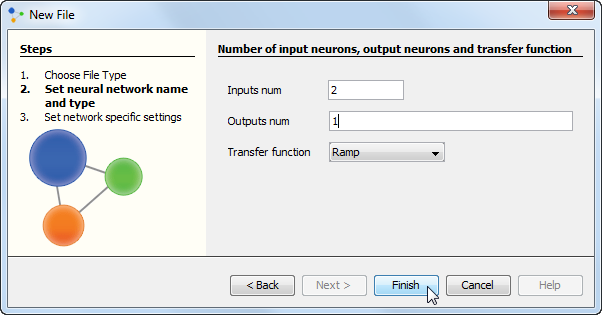 New File
Steps
1. Choose File Type
2. Set neural network name
and type
3. Set network specific settings
Number of input neurons, output neurons and transfer function
Inputs num 2
Outputs num 1
Transfer function Ramp
< Back Next > Finish Cancel Help